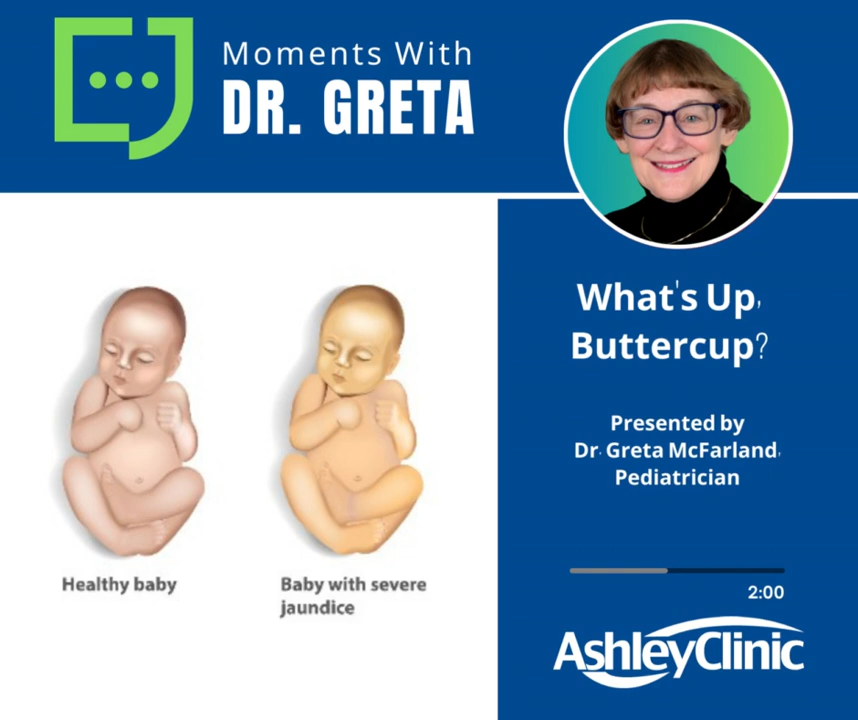 Moments With
DR. GRETA
What's Up,
Buttercup?
Presented by
Dr. Greta McFarland,
Pediatrician
Healthy baby
Baby with severe
jaundice
2:00
AshleyClinic